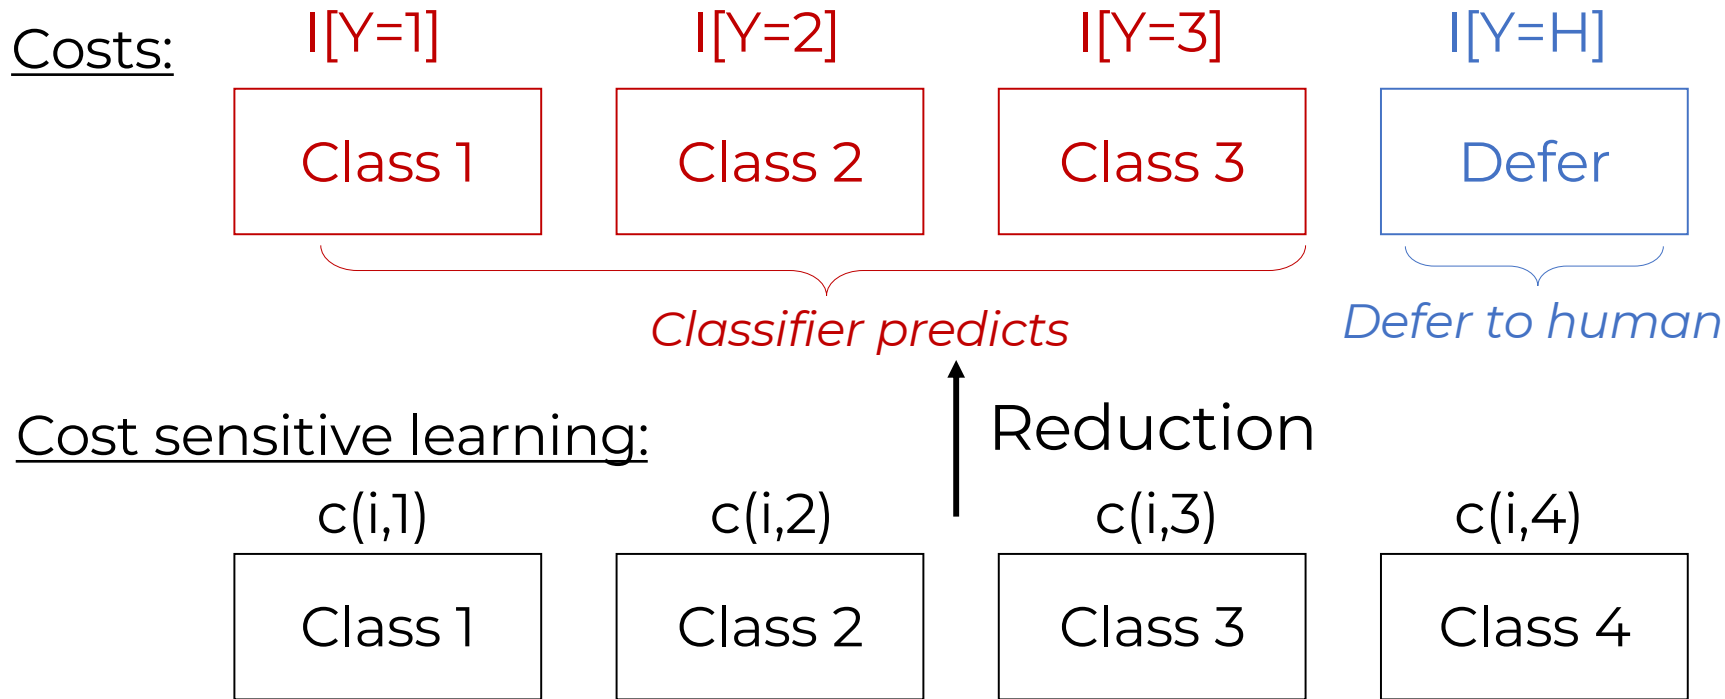 Costs:
I[Y=1] I[Y=2] I[Y=3] I[Y=H]
Class 1 Class 2 Class 3 Defer
Classifier predicts Defer to human
Reduction
Cost sensitive learning:
c(i,1) c(i,2) c(i,3) c(i,4)
Class 1 Class 2 Class 3 Class 4